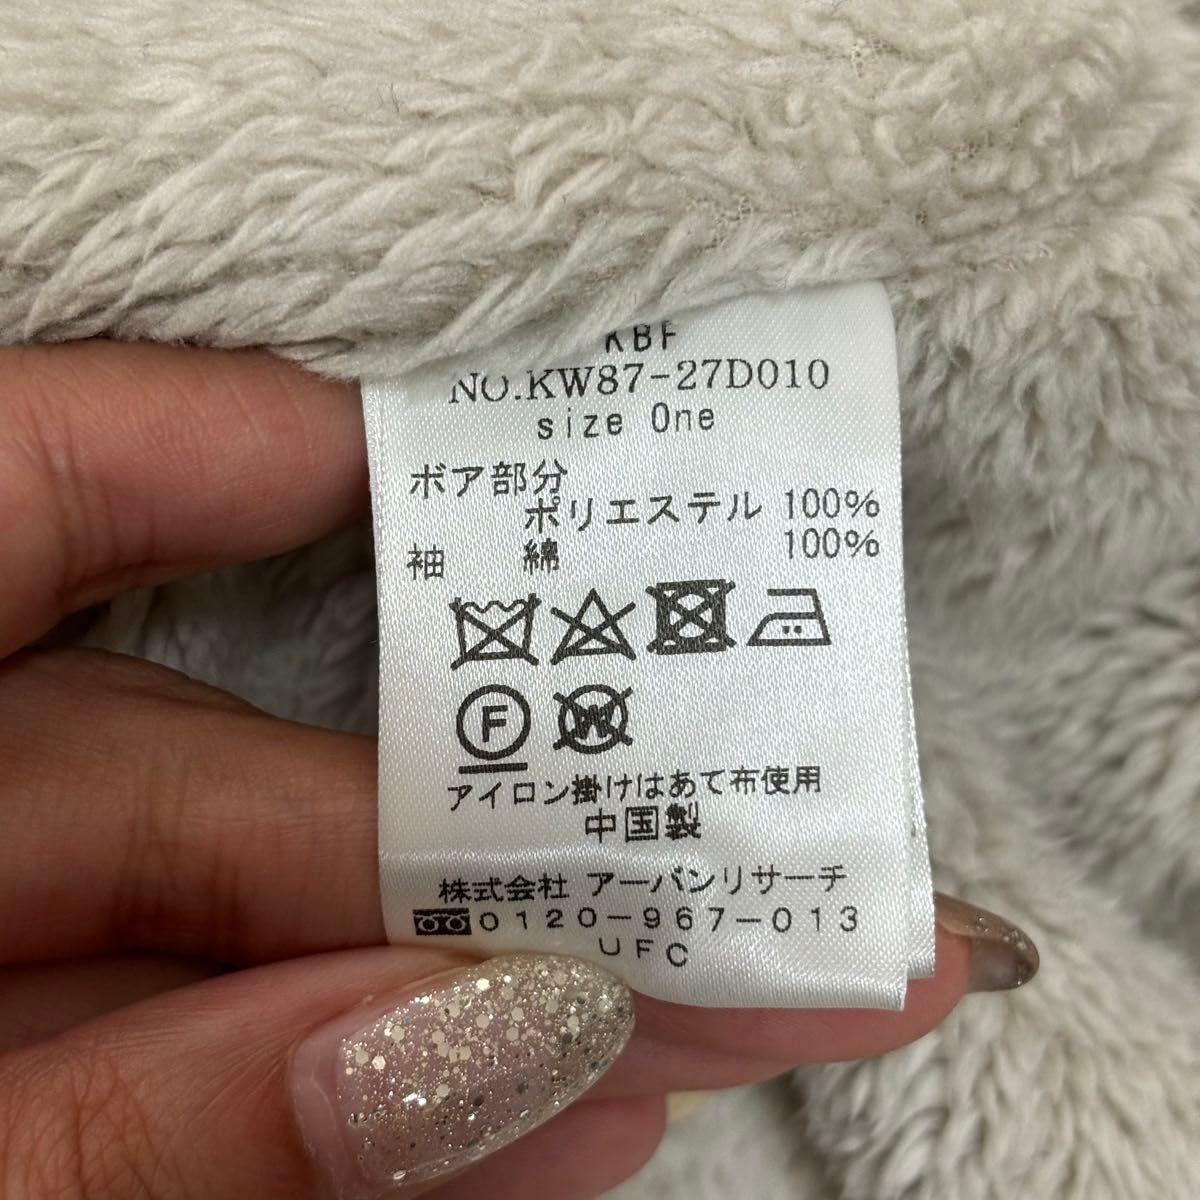 KBF
NO.KW87-27D010
size One
ボア部分
ポリエステル 100%
袖 綿 100%
F
W
アイロン掛けはあて布使用
中国製
株式会社 アーバンリサーチ
0120-967-013
UFC